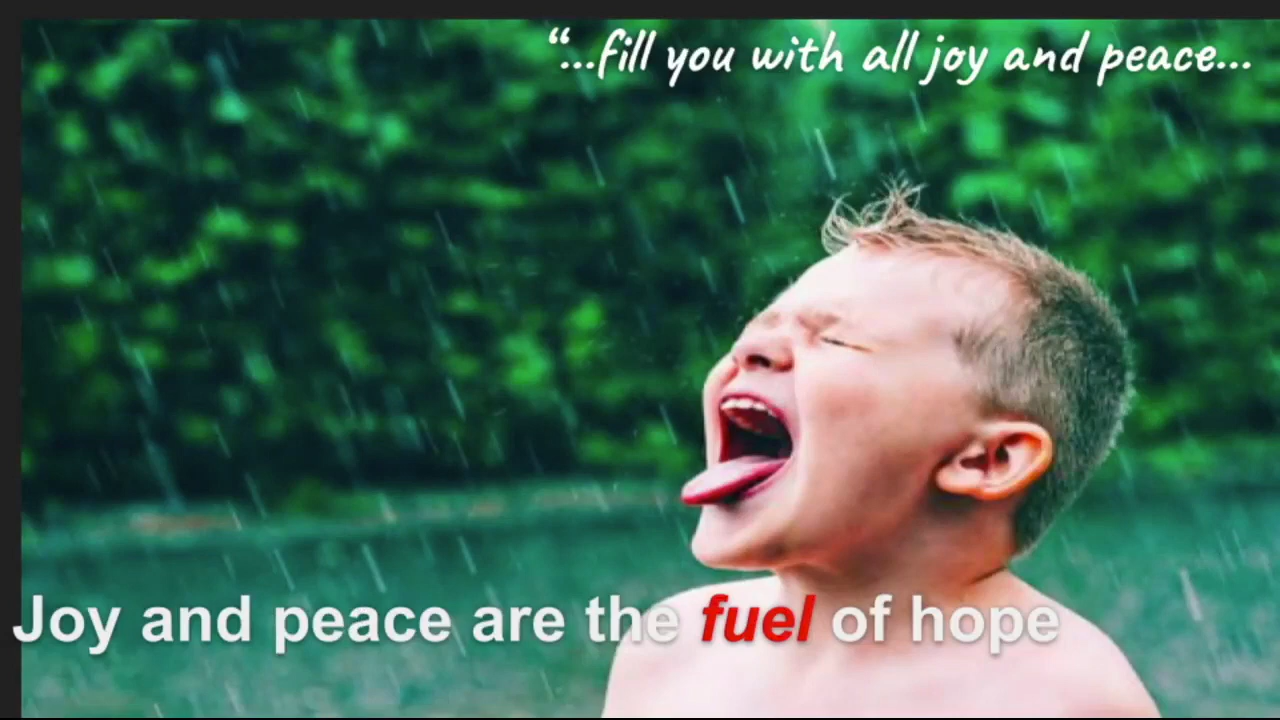 “...fill you with all joy and peace...
Joy and peace are the fuel of hope